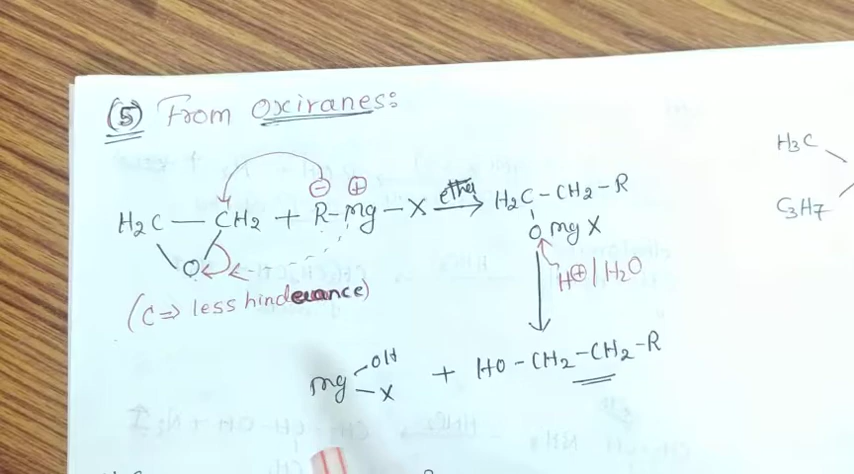 (5) From Oxiranes:
H2C — CH2 + R-Mg-X ether → H2C-CH2-R
⊖ ⊕
O
OMgX
H⊕/H2O
(C ⇒ less hinderance)
Mg OH X + HO-CH2-CH2-R
H3C
C3H7